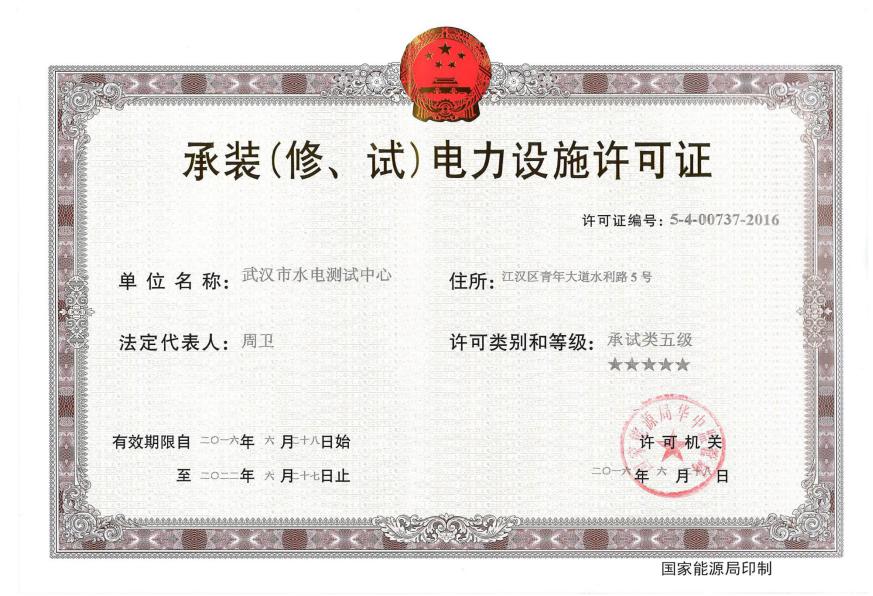 承装(修、试)电力设施许可证
许可证编号：5-4-00737-2016
单位名称：武汉市水电测试中心
住所：江汉区青年大道水利路5号
法定代表人：周卫
许可类别和等级：承试类五级
★★★★★
有效期限自 二〇一六年 六 月二十八日始
至 二〇二二年 六 月二十七日止
许可机关
二〇一六年 六 月二十八日
国家能源局华中监管局
国家能源局印制